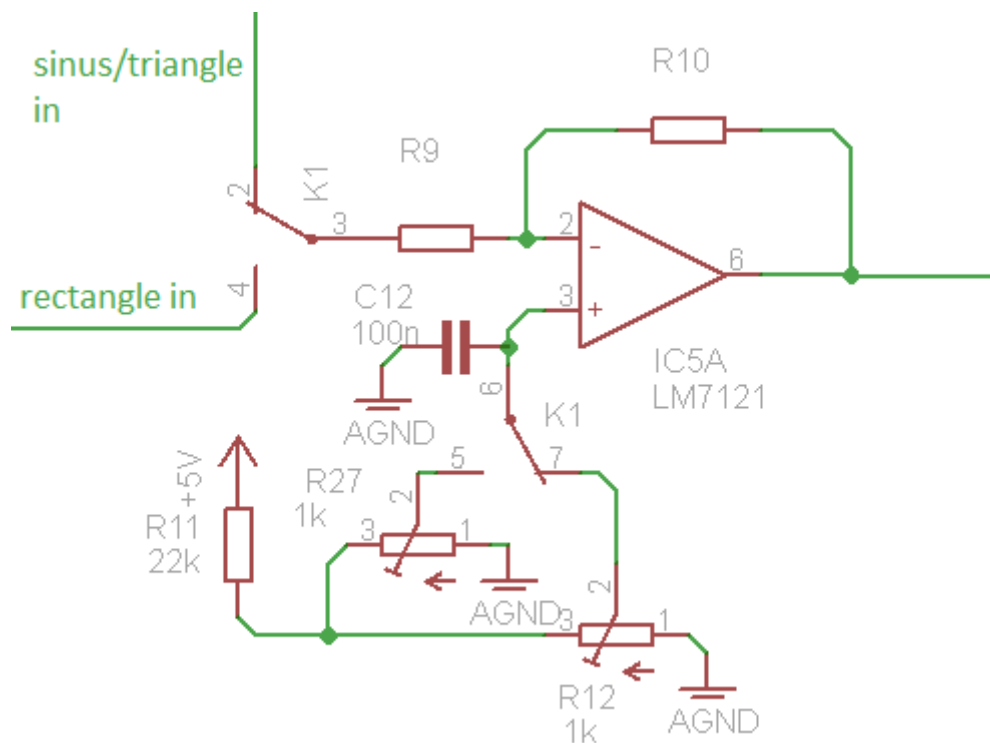 sinus/triangle
in
R10
R9
2
K1
3
2
-
6
4
rectangle in
C12
100n
3
+
IC5A
LM7121
AGND
6
K1
5
7
+5V
R27
1k
2
R11
22k
3
1
AGND
2
3
1
R12
1k
AGND